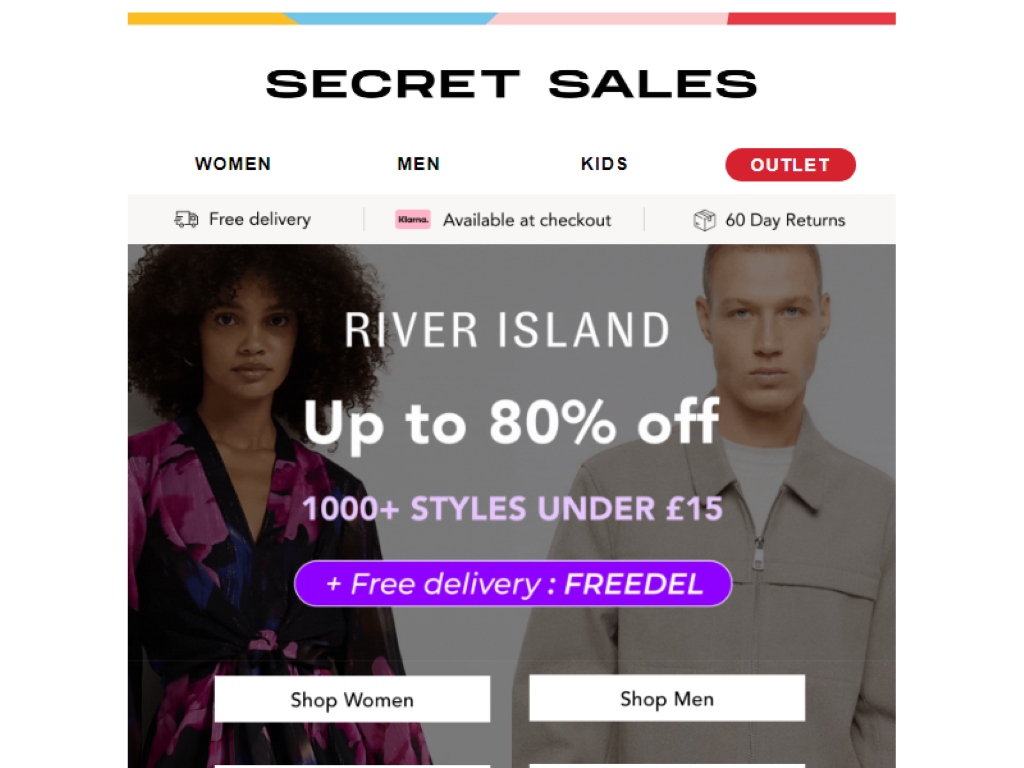 SECRET SALES
WOMEN MEN KIDS OUTLET
Free delivery Klarna. Available at checkout 60 Day Returns
RIVER ISLAND
Up to 80% off
1000+ STYLES UNDER £15
+ Free delivery : FREEDEL
Shop Women Shop Men